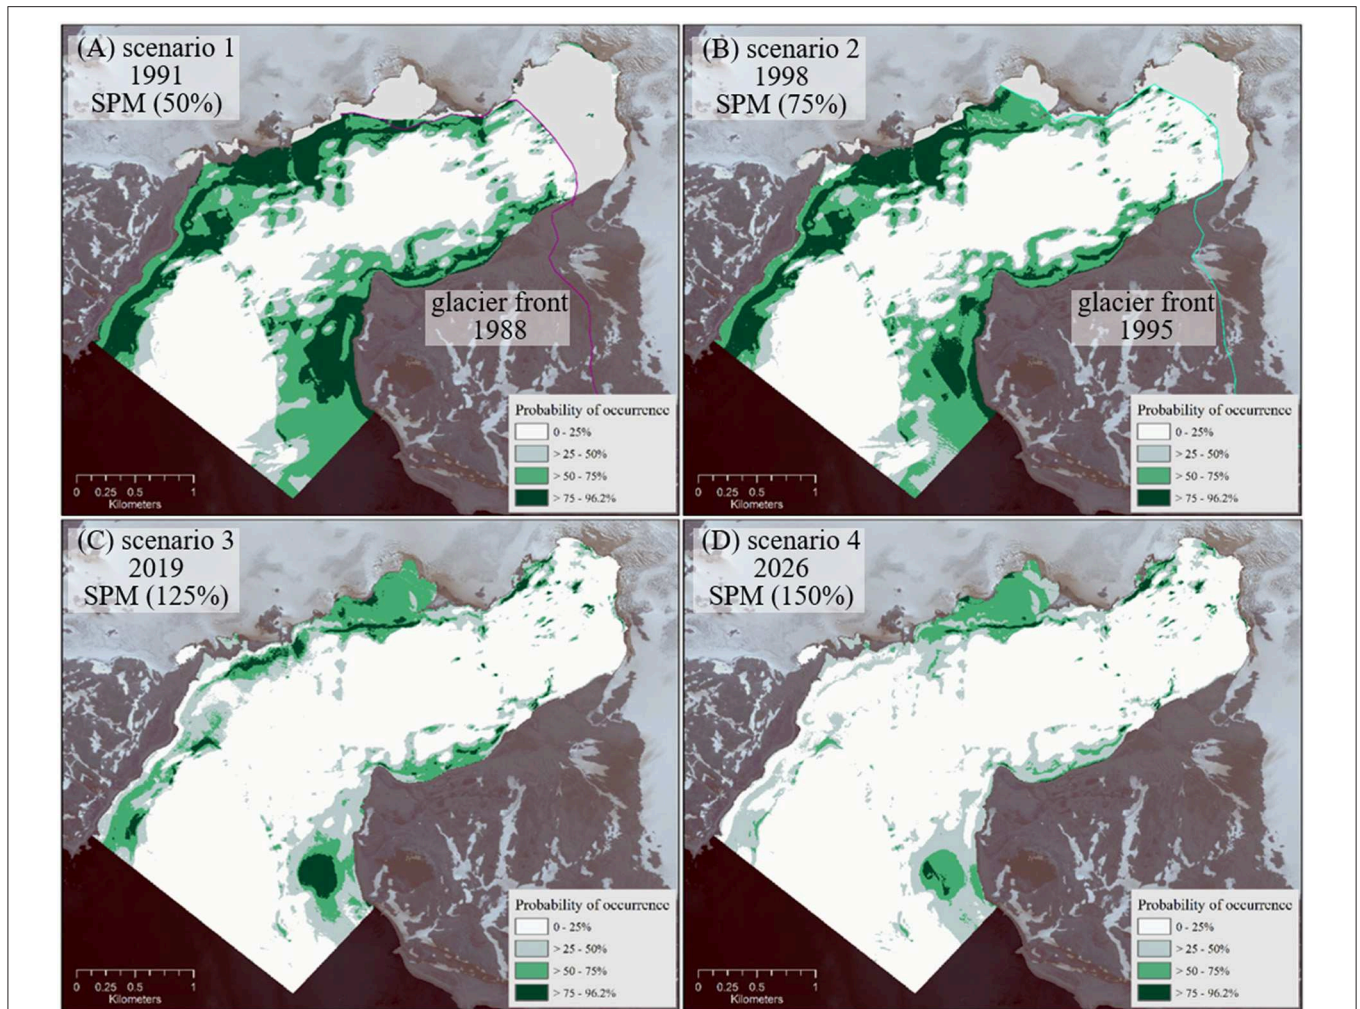 (A) scenario 1
1991
SPM (50%)
glacier front
1988
Probability of occurrence
0 - 25%
> 25 - 50%
> 50 - 75%
> 75 - 96.2%
0 0.25 0.5 1
Kilometers
(B) scenario 2
1998
SPM (75%)
glacier front
1995
Probability of occurrence
0 - 25%
> 25 - 50%
> 50 - 75%
> 75 - 96.2%
0 0.25 0.5 1
Kilometers
(C) scenario 3
2019
SPM (125%)
Probability of occurrence
0 - 25%
> 25 - 50%
> 50 - 75%
> 75 - 96.2%
0 0.25 0.5 1
Kilometers
(D) scenario 4
2026
SPM (150%)
Probability of occurrence
0 - 25%
> 25 - 50%
> 50 - 75%
> 75 - 96.2%
0 0.25 0.5 1
Kilometers